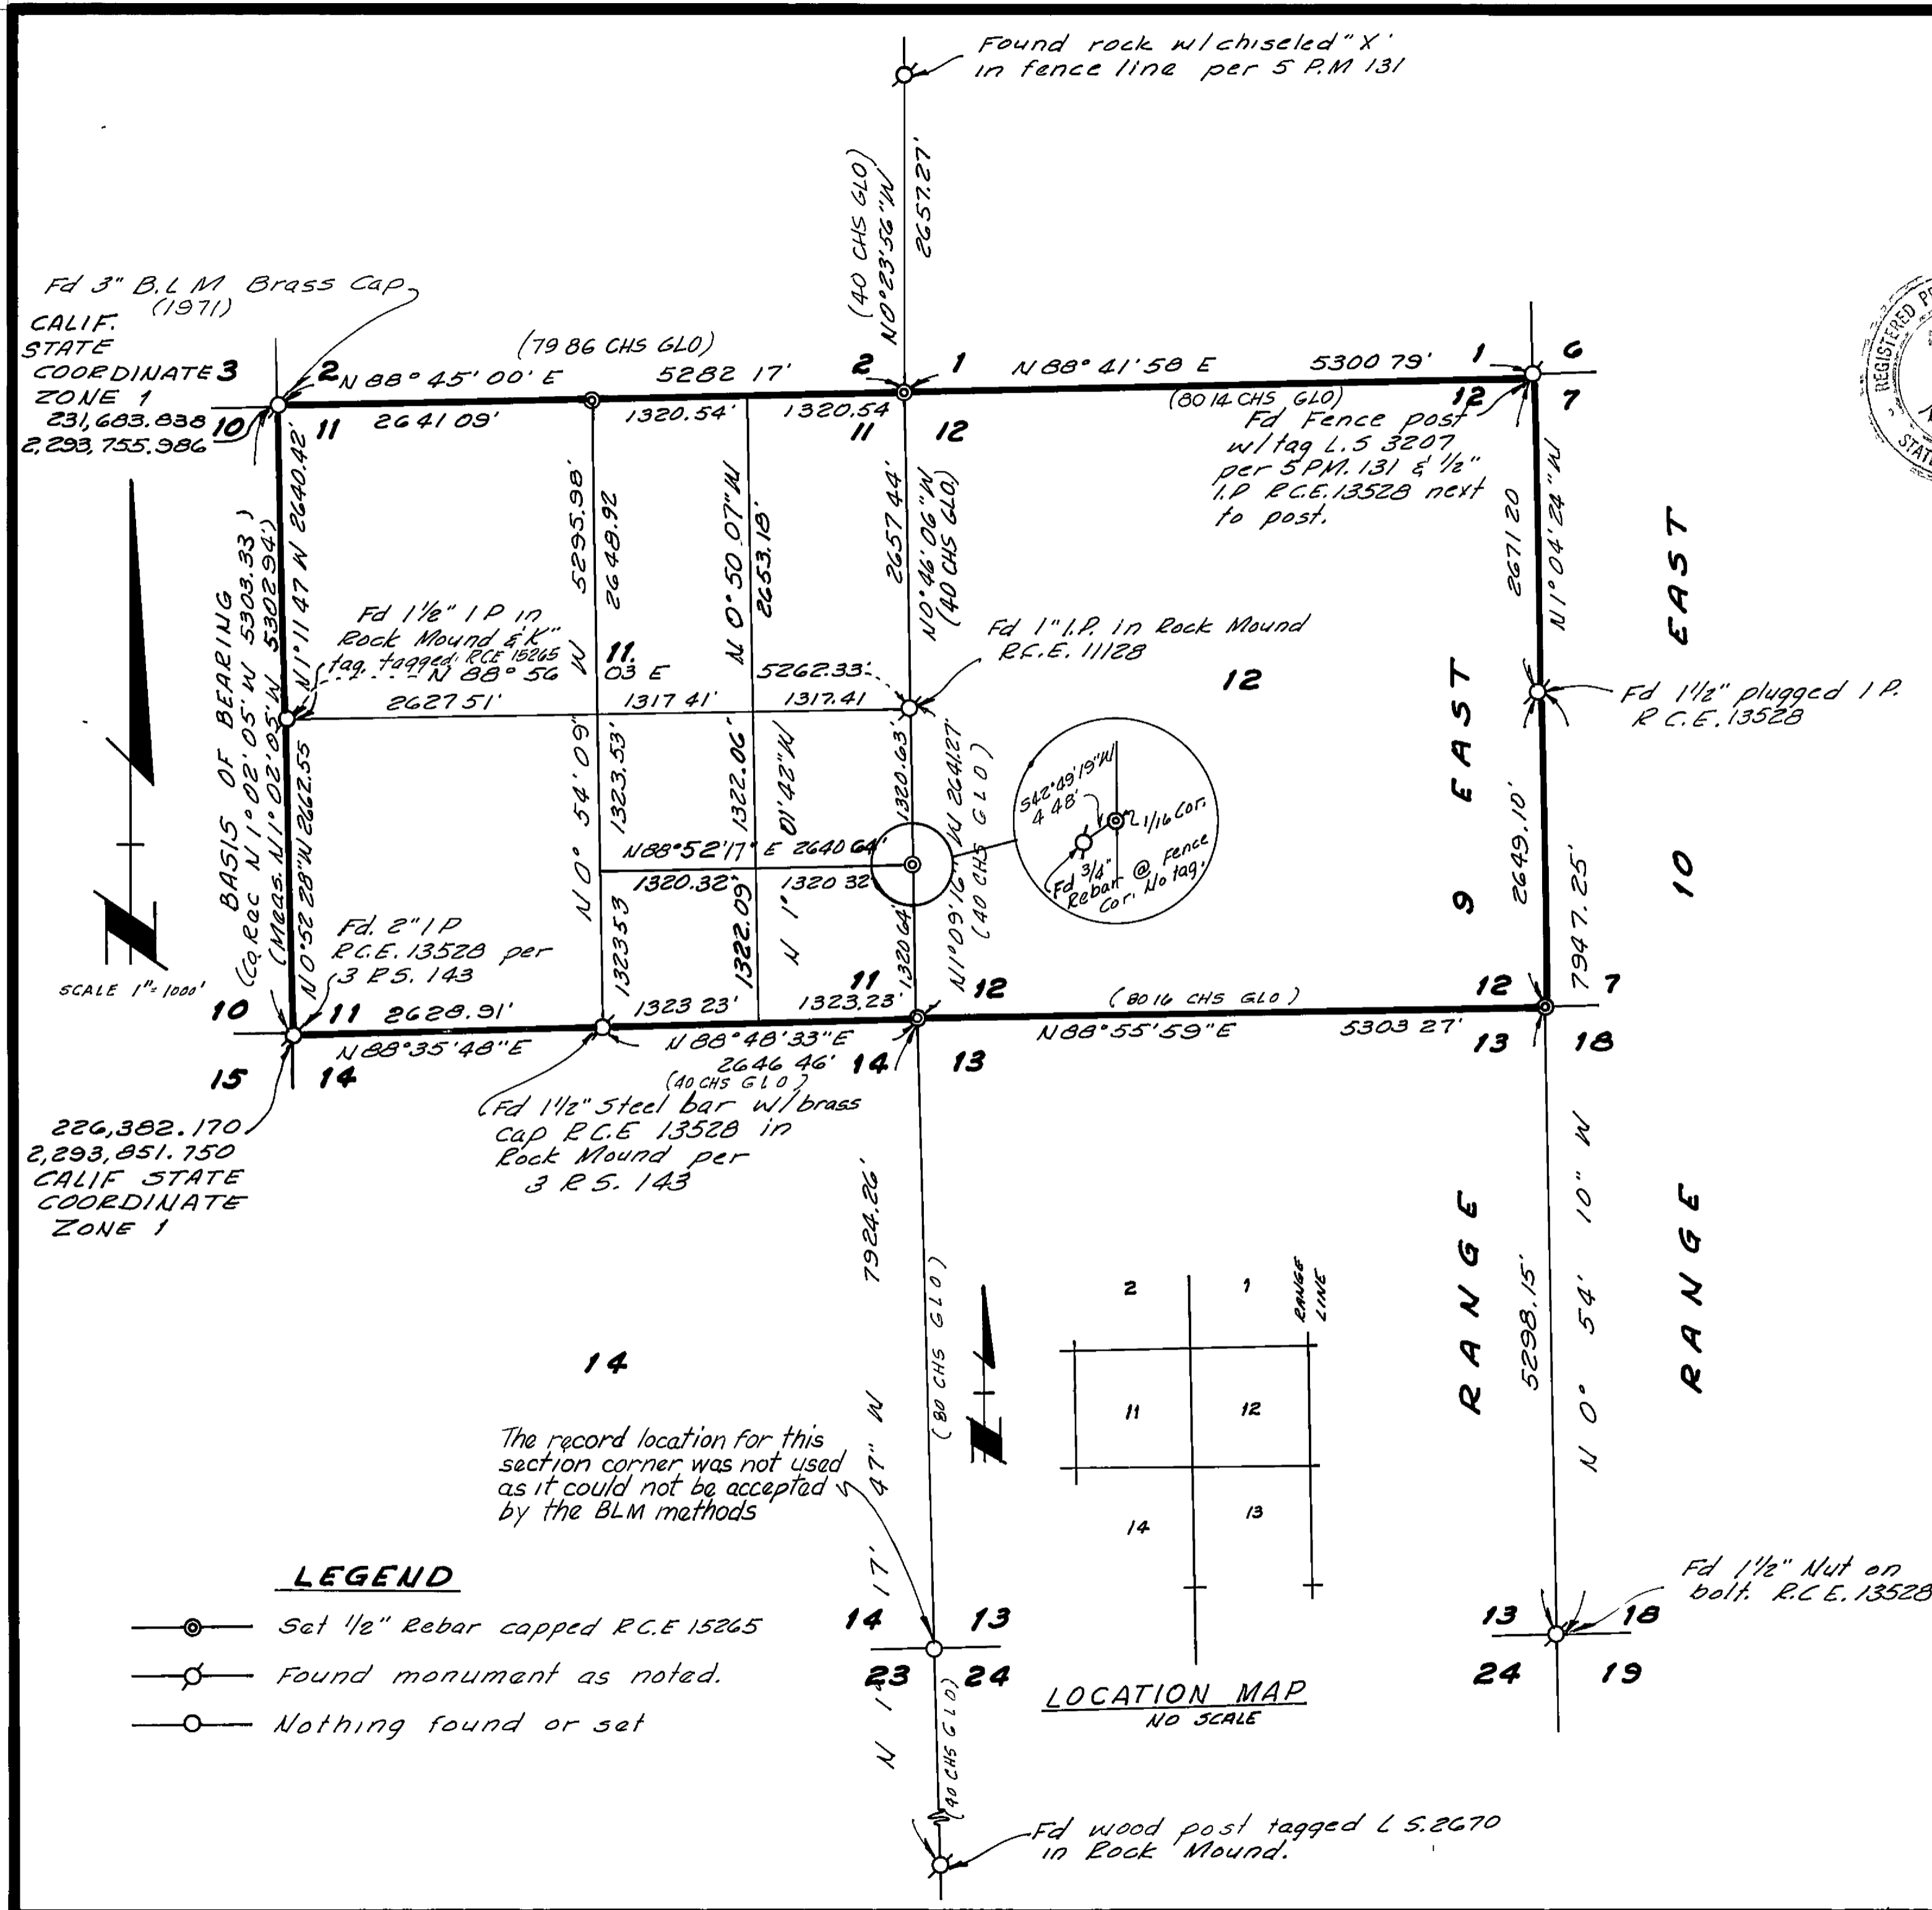 Found rock w/chiseled "X"
in fence line per 5 P.M 131
(40 CHS GLO)
N0°23'56"W
2657.27'
Fd 3" B.L M Brass Cap
(1971)
CALIF.
STATE
COORDINATE
ZONE 1
231,683.838
2,293,755.986
3
2
10
11
(79 86 CHS GLO)
N 88° 45' 00" E
5282 17'
2641 09'
1320.54'
1320.54
2
1
11
12
N 88° 41' 58 E
5300 79'
(80 14 CHS GLO)
1
6
12
7
Fd Fence post
w/tag L.S 3207
per 5 PM. 131 & 1/2"
I.P R.C.E. 13528 next
to post.
REGISTERED
STATE
BASIS OF BEARING
(Co. Rec N 1° 02' 05" W 5303.33')
(Meas. N 1° 02' 05" W 5302 94')
N 1° 11 47 W 2640.42'
N 0° 52 28" W 2662.55
5295.98'
2648.92
N 0° 54' 09" W
N 0° 50 07" W
2653.18'
2657 44'
N0° 46' 06" W
(40 CHS GLO.)
2671 20
N 1° 04' 24" W
Fd 1 1/2" I P in
Rock Mound & "K"
tag. tagged RCE 15265
N 88° 56 03 E
5262.33'
11.
2627 51'
1317 41'
1317.41
Fd 1" I.P. in Rock Mound
R.C.E. 11128
12
Fd 1 1/2" plugged I P.
R C.E. 13528
1323.53'
1322.06'
N 1° 01' 42" W
1320.63'
N 1° 09' 16" W 2641.27'
(40 CHS G L O)
S42°49'19"W
4 48'
1/16 Cor.
Fd 3/4"
Rebar @ Fence
Cor. No tag.
N88° 52' 17" E 2640 64'
1320.32'
1320 32'
1323 53
1322.09'
1320 64'
2649.10'
7947.25'
RANGE 9 EAST
RANGE 10 EAST
SCALE 1"= 1000'
Fd. 2" I P
R.C.E. 13528 per
3 R S. 143
10
11
15
14
2628.91'
N 88° 35' 48" E
1323 23'
1323.23'
N 88° 48' 33" E
2646 46'
(40 CHS G L O)
11
12
14
13
(80 16 CHS GLO)
N 88° 55' 59" E
5303 27'
12
7
13
18
226,382.170
2,293,851.750
CALIF STATE
COORDINATE
ZONE 1
Fd 1 1/2" Steel bar w/brass
cap R.C.E 13528 in
Rock Mound per
3 R S. 143
7924.26'
N 1° 17' 47" W
(80 CHS G L O)
5298.15'
N 0° 54' 10" W
14
The record location for this
section corner was not used
as it could not be accepted
by the BLM methods
2
1
RANGE
LINE
11
12
14
13
LOCATION MAP
NO SCALE
LEGEND
Set 1/2" Rebar capped R.C.E 15265
Found monument as noted.
Nothing found or set
14
13
23
24
(40 CHS G L O)
13
18
24
19
Fd 1 1/2" Nut on
bolt. R.C E. 13528
Fd wood post tagged L S. 2670
in Rock Mound.